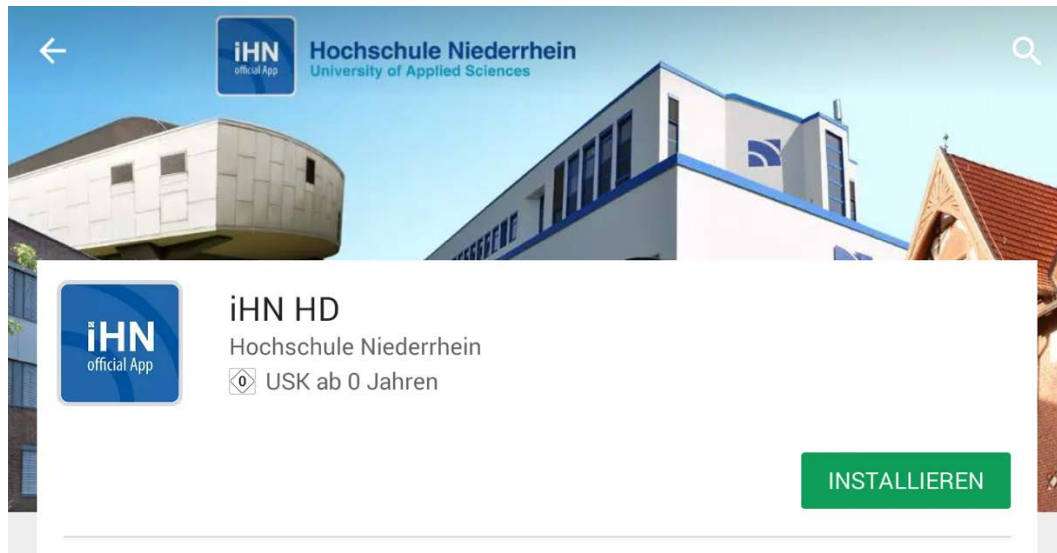 iHN
official App
Hochschule Niederrhein
University of Applied Sciences
iHN
official App
iHN HD
Hochschule Niederrhein
0 USK ab 0 Jahren
INSTALLIEREN